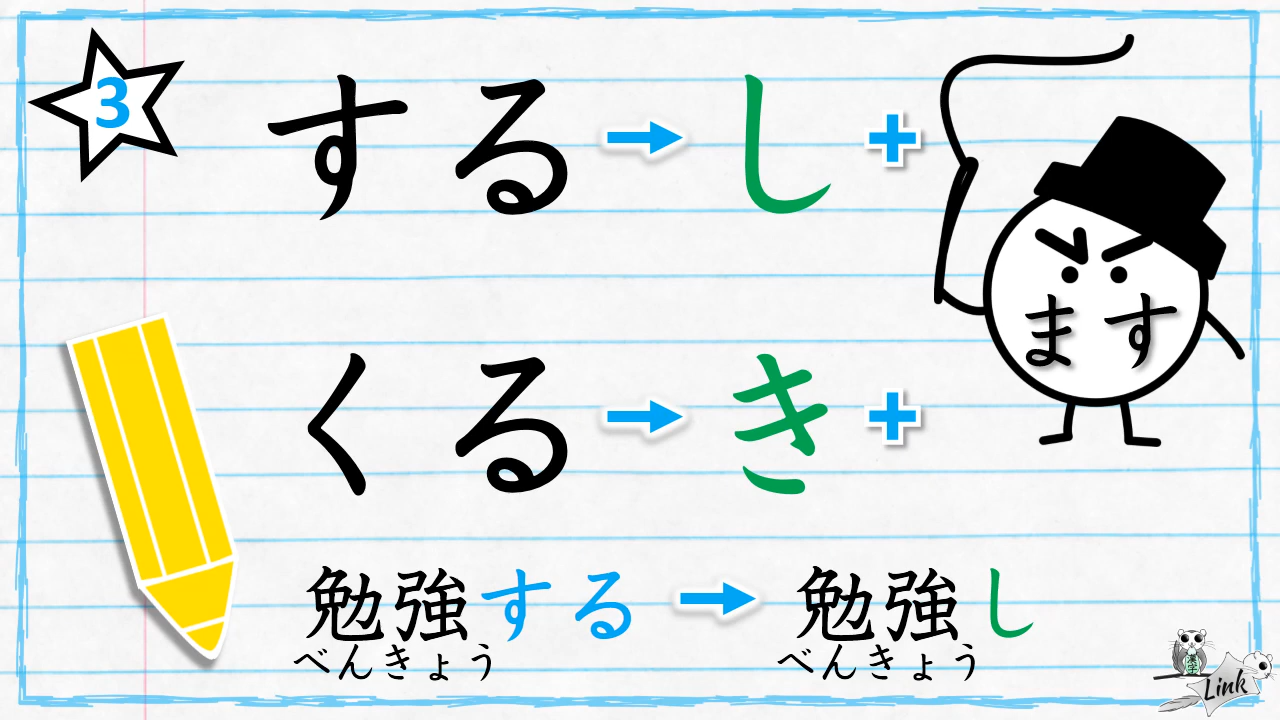 3
する → し + ます
くる → き +
勉強する → 勉強し
べんきょう べんきょう
Link